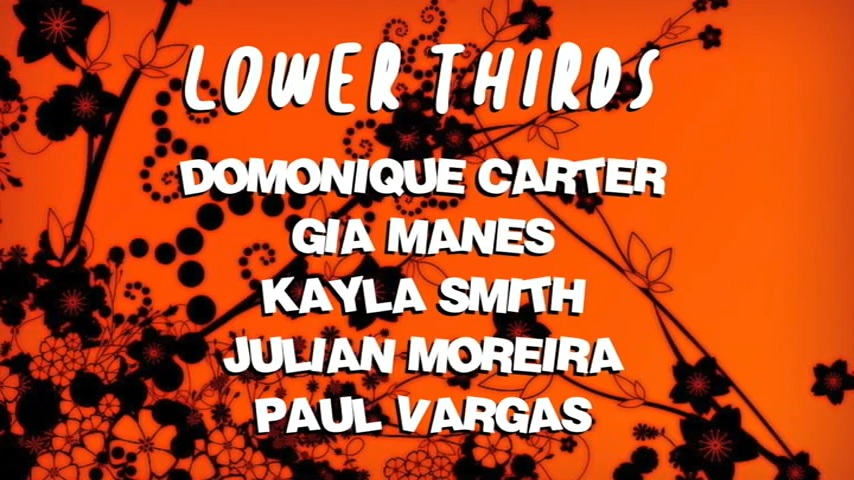 LOWER THIRDS
DOMONIQUE CARTER
GIA MANES
KAYLA SMITH
JULIAN MOREIRA
PAUL VARGAS